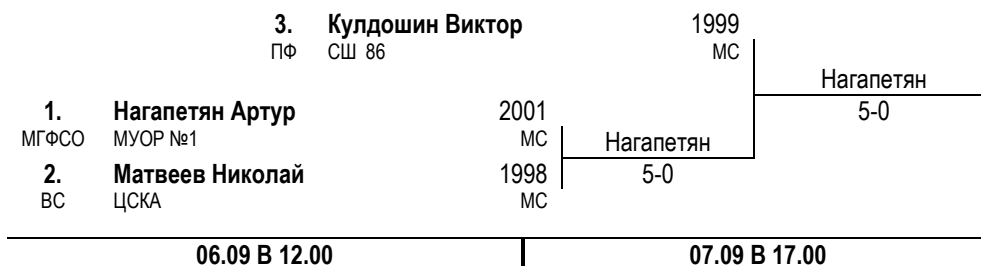 3. Кулдошин Виктор 1999
ПФ СШ 86 МС
Нагапетян
5-0
1. Нагапетян Артур 2001
МГФСО МУОР №1 МС
Нагапетян
5-0
2. Матвеев Николай 1998
ВС ЦСКА МС
06.09 В 12.00 07.09 В 17.00